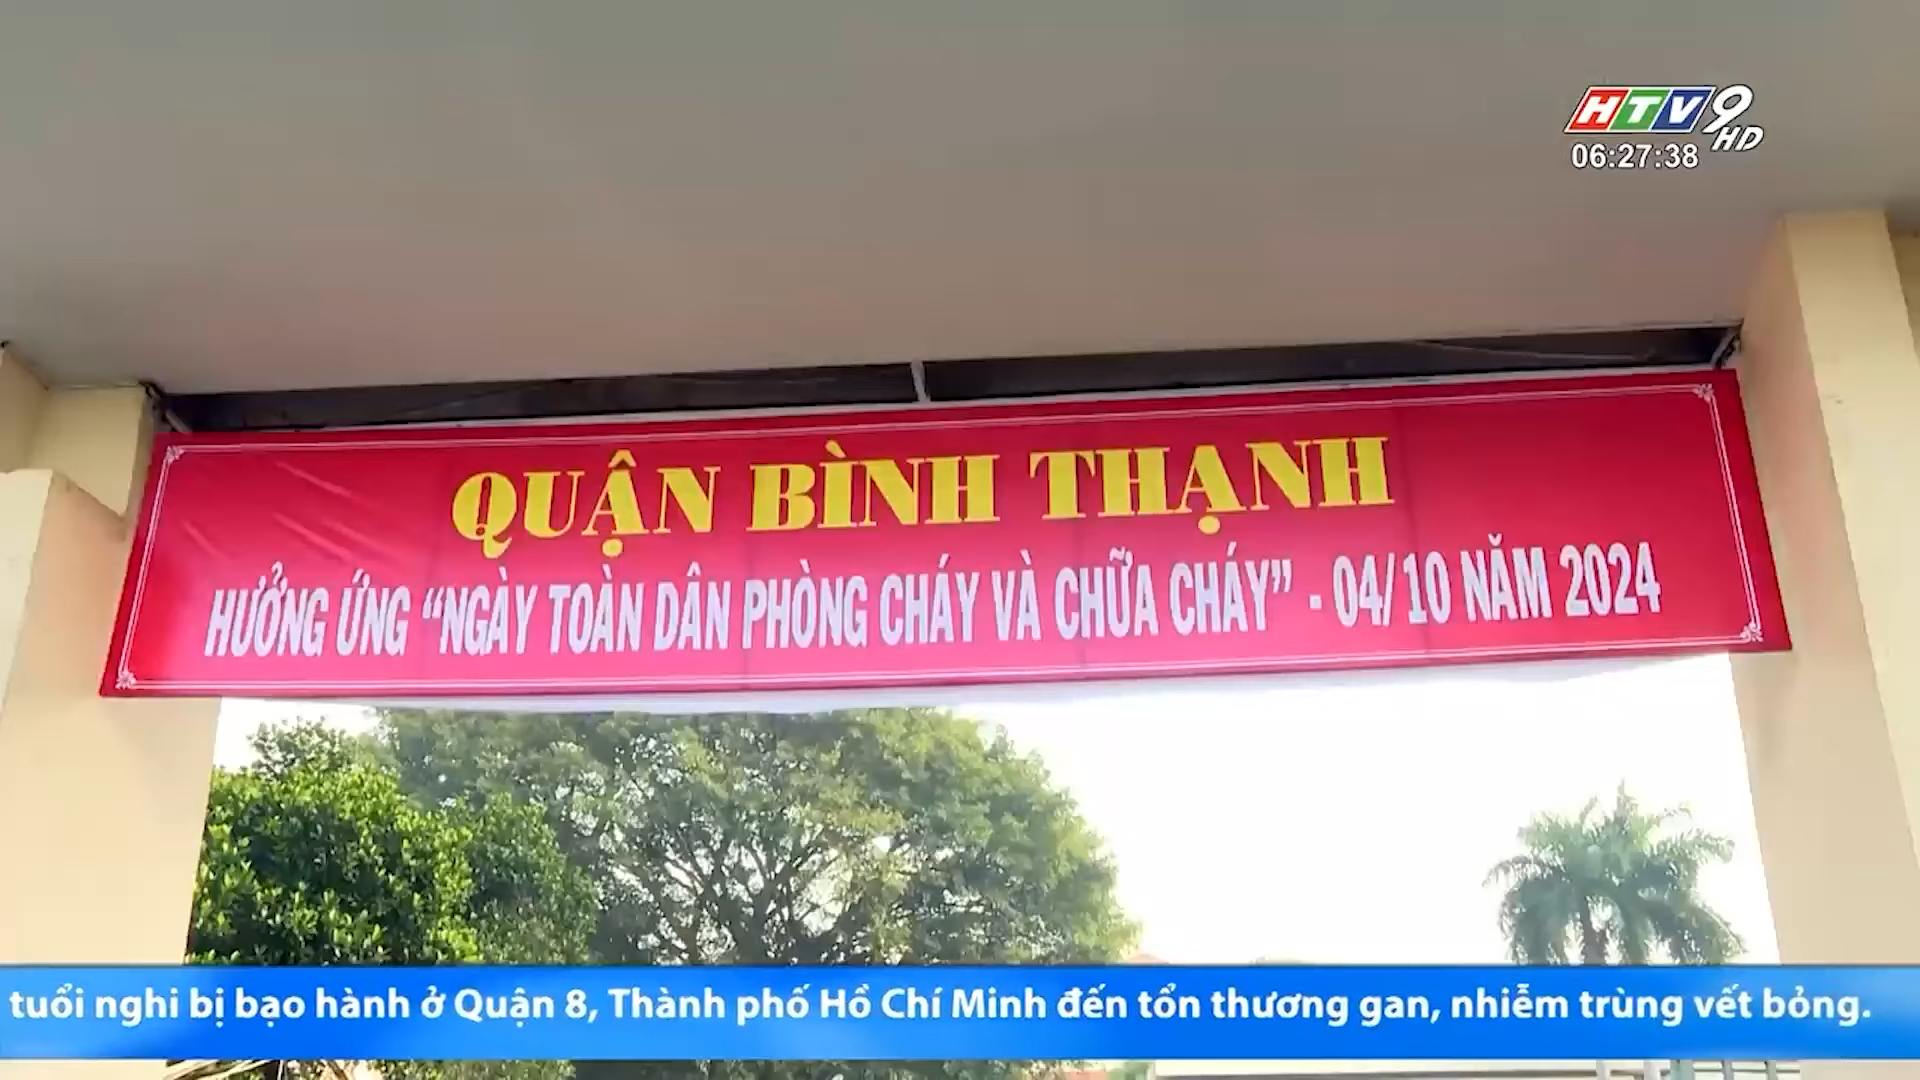 HTV9 HD
06:27:38
QUẬN BÌNH THẠNH
HƯỞNG ỨNG “NGÀY TOÀN DÂN PHÒNG CHÁY VÀ CHỮA CHÁY” - 04/10 NĂM 2024
tuổi nghi bị bạo hành ở Quận 8, Thành phố Hồ Chí Minh đến tổn thương gan, nhiễm trùng vết bỏng.